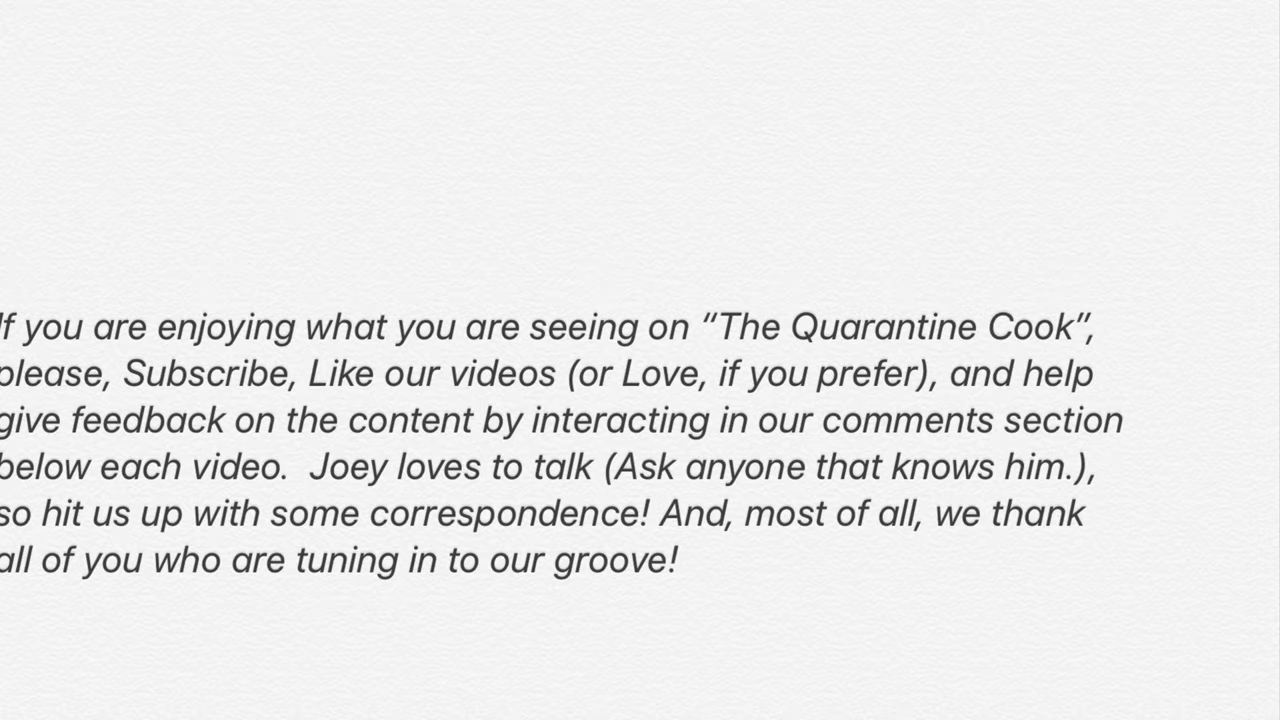 If you are enjoying what you are seeing on “The Quarantine Cook”,
please, Subscribe, Like our videos (or Love, if you prefer), and help
give feedback on the content by interacting in our comments section
below each video.  Joey loves to talk (Ask anyone that knows him.),
so hit us up with some correspondence! And, most of all, we thank
all of you who are tuning in to our groove!